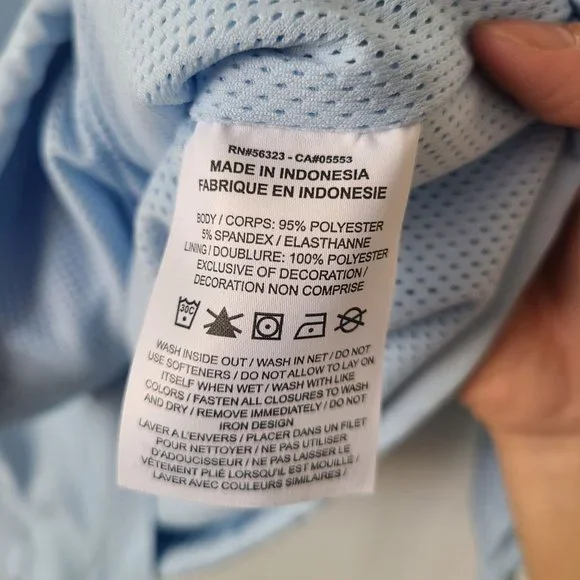 RN#56323 - CA#05553
MADE IN INDONESIA
FABRIQUE EN INDONESIE
BODY / CORPS: 95% POLYESTER
5% SPANDEX / ELASTHANNE
LINING / DOUBLURE: 100% POLYESTER
EXCLUSIVE OF DECORATION /
DECORATION NON COMPRISE
30C
WASH INSIDE OUT / WASH IN NET / DO NOT
USE SOFTENERS / DO NOT ALLOW TO LAY ON
ITSELF WHEN WET / WASH WITH LIKE
COLORS / FASTEN ALL CLOSURES TO WASH
AND DRY / REMOVE IMMEDIATELY / DO NOT
IRON DESIGN
LAVER A L'ENVERS / PLACER DANS UN FILET
POUR NETTOYER / NE PAS UTILISER
D'ADOUCISSEUR / NE PAS LAISSER LE
VÊTEMENT PLIÉ LORSQU'IL EST MOUILLE /
LAVER AVEC COULEURS SIMILAIRES /